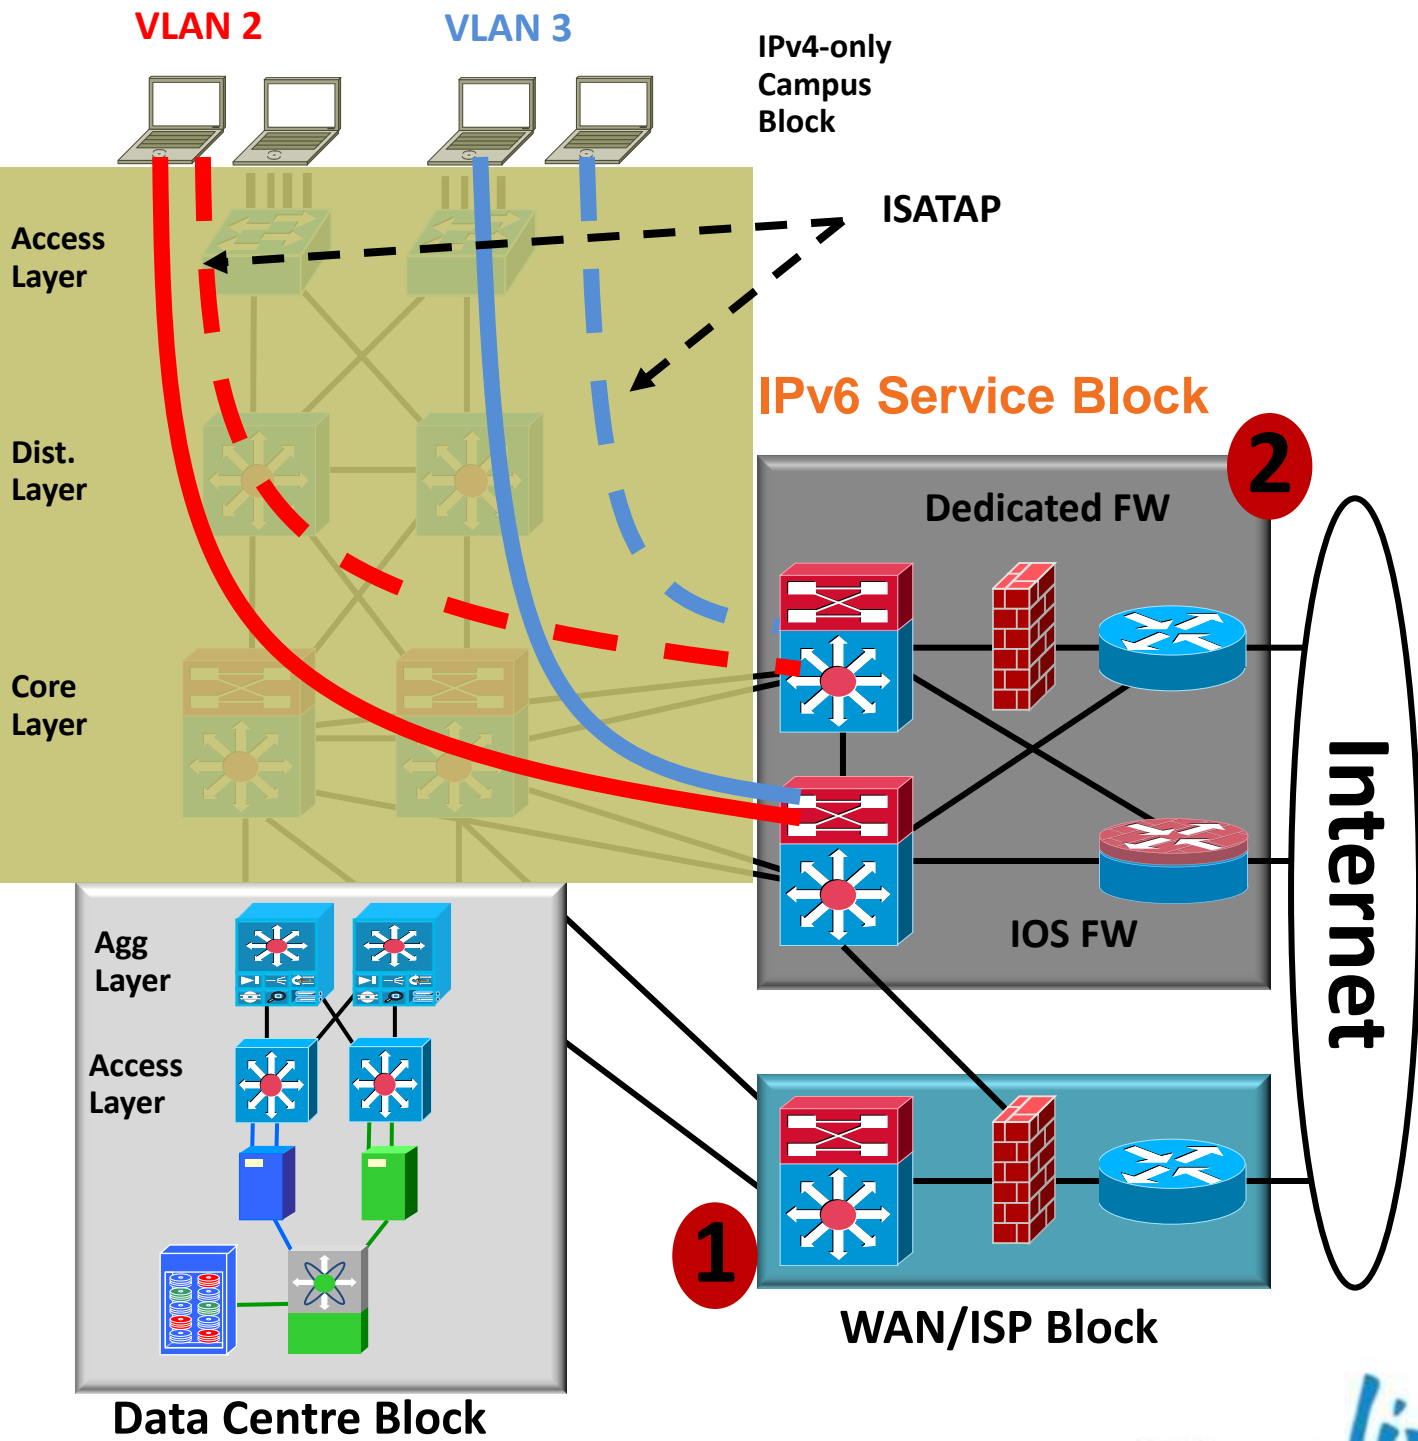 VLAN 2
VLAN 3
IPv4-only
Campus
Block
ISATAP
Access
Layer
IPv6 Service Block
2
Dist.
Layer
Dedicated FW
Core
Layer
Internet
IOS FW
Agg
Layer
Access
Layer
1
WAN/ISP Block
Data Centre Block